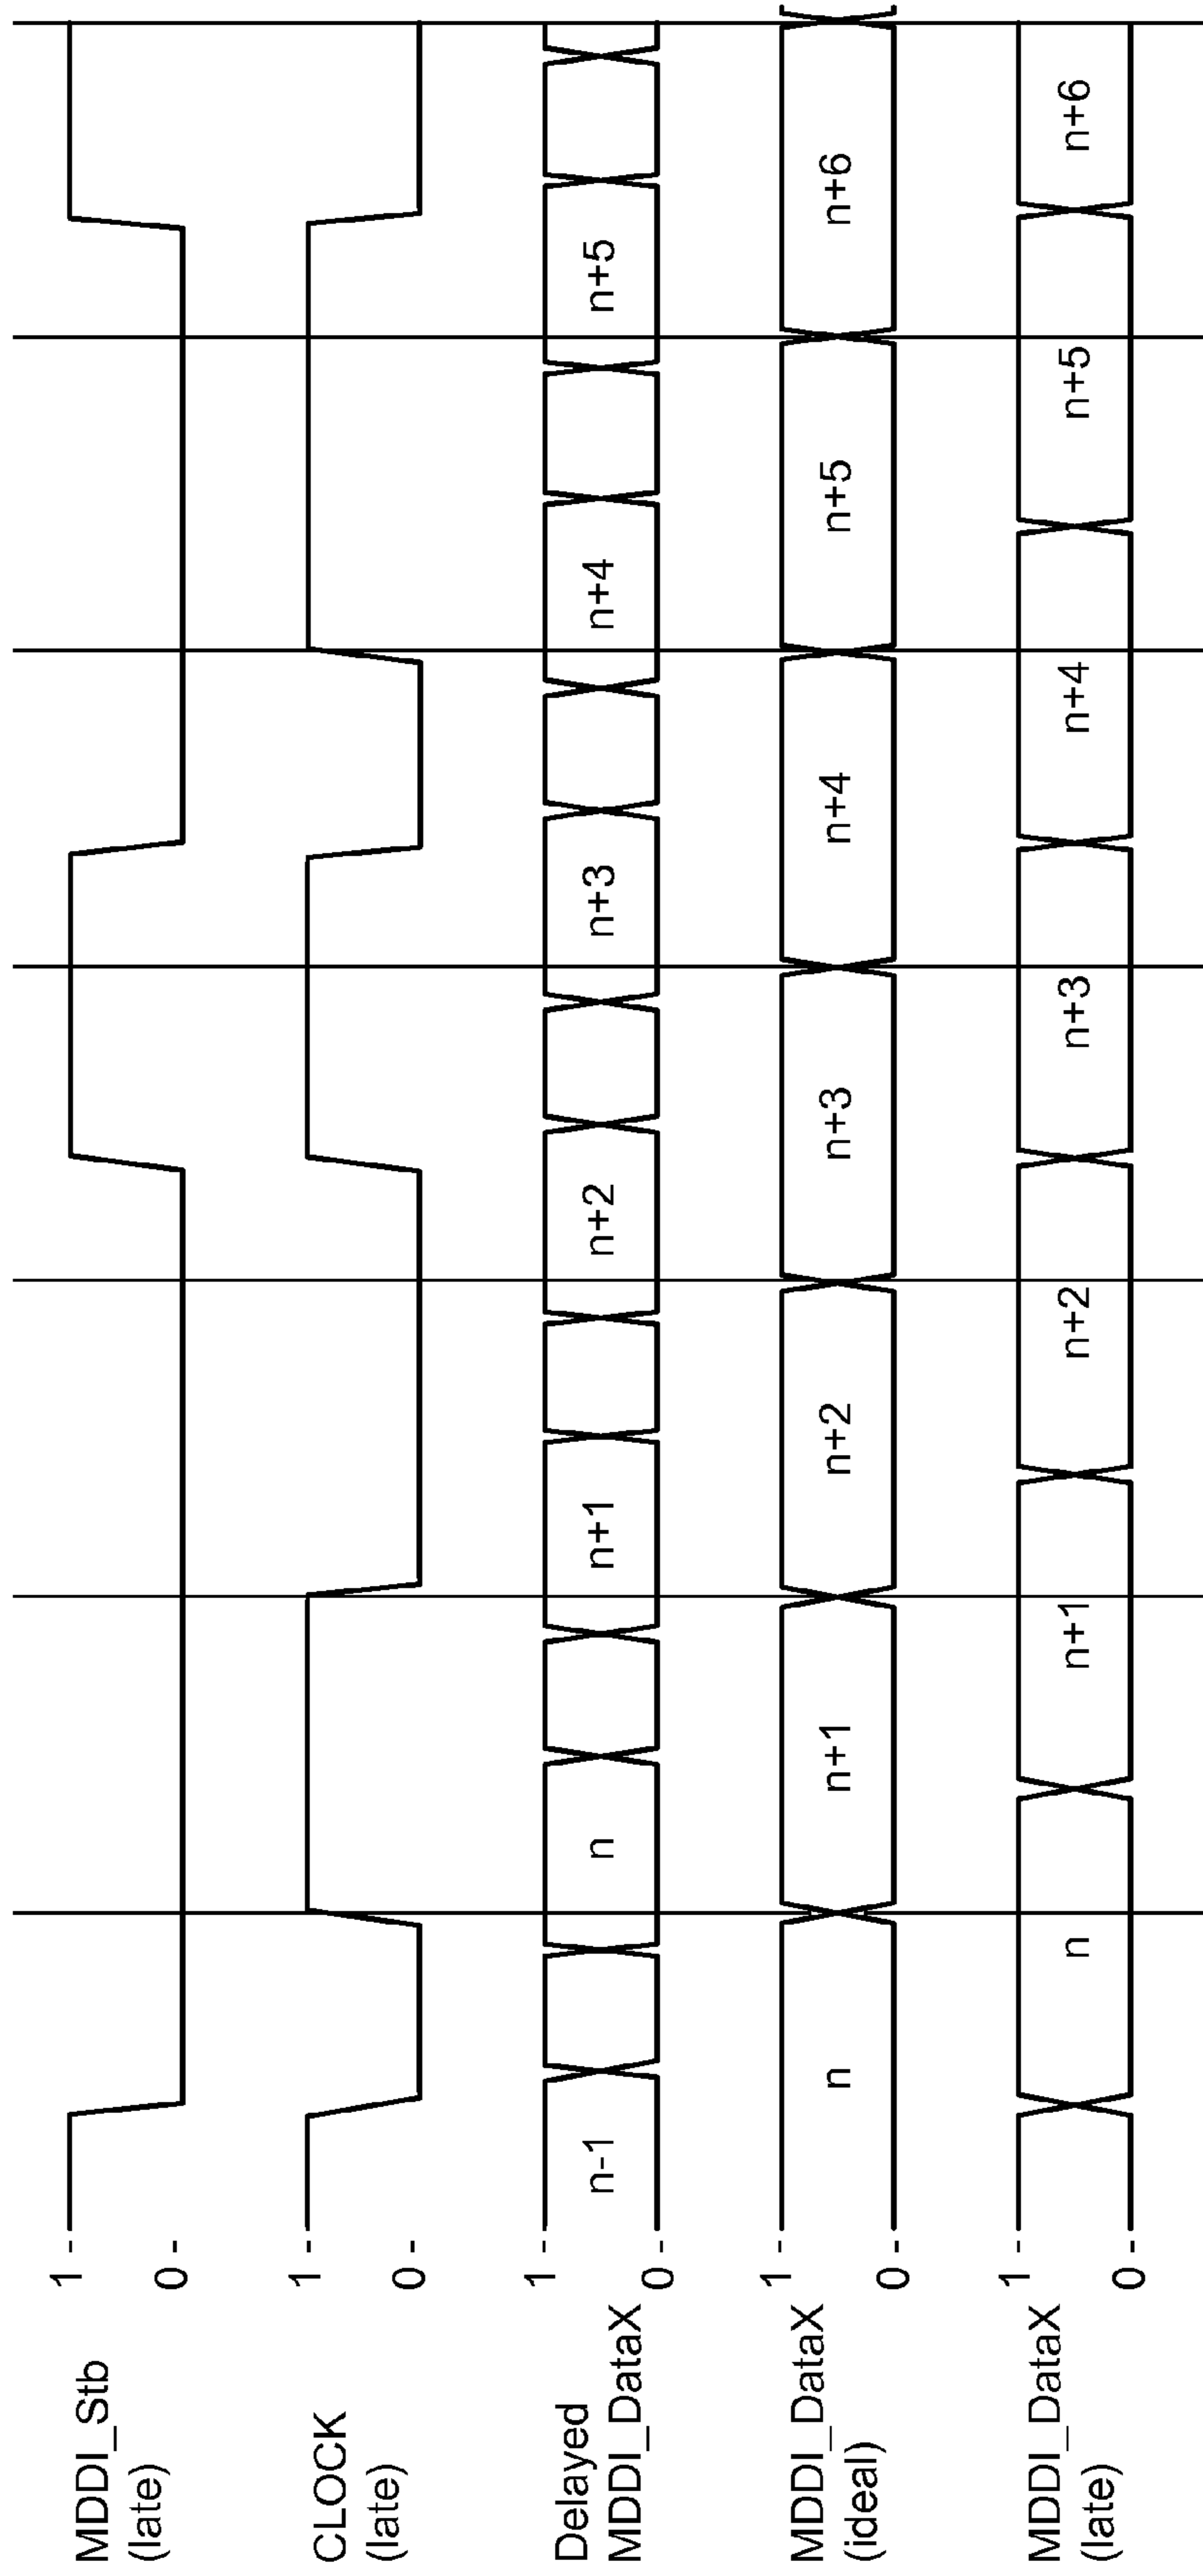 MDDI_Stb
(late)
1
0
CLOCK
(late)
1
0
Delayed
MDDI_DataX
1
0
n-1
n
n+1
n+2
n+3
n+4
n+5
MDDI_DataX
(ideal)
1
0
n
n+1
n+2
n+3
n+4
n+5
n+6
MDDI_DataX
(late)
1
0
n
n+1
n+2
n+3
n+4
n+5
n+6